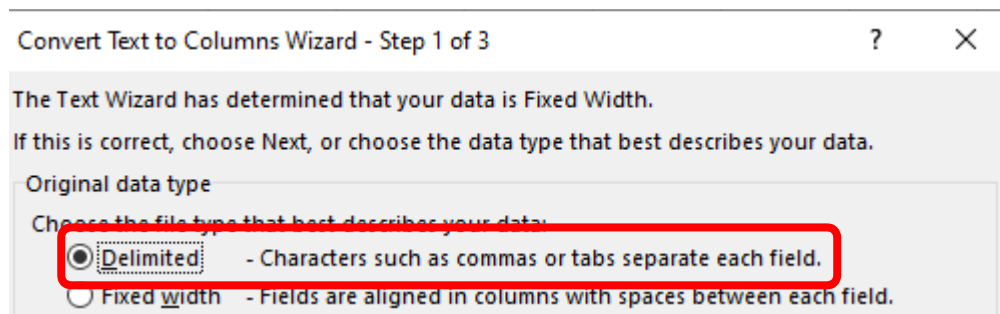 Convert Text to Columns Wizard - Step 1 of 3 ? ×
The Text Wizard has determined that your data is Fixed Width.
If this is correct, choose Next, or choose the data type that best describes your data.
Original data type
Choose the file type that best describes your data:
Delimited - Characters such as commas or tabs separate each field.
Fixed width - Fields are aligned in columns with spaces between each field.